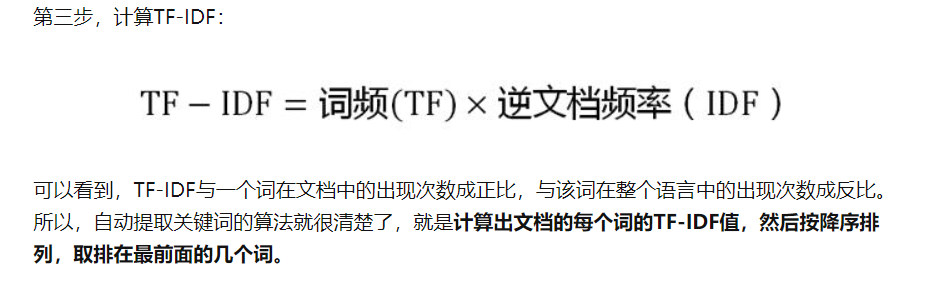 第三步，计算TF-IDF：
TF − IDF = 词频(TF) × 逆文档频率（IDF）
可以看到，TF-IDF与一个词在文档中的出现次数成正比，与该词在整个语言中的出现次数成反比。
所以，自动提取关键词的算法就很清楚了，就是计算出文档的每个词的TF-IDF值，然后按降序排
列，取排在最前面的几个词。